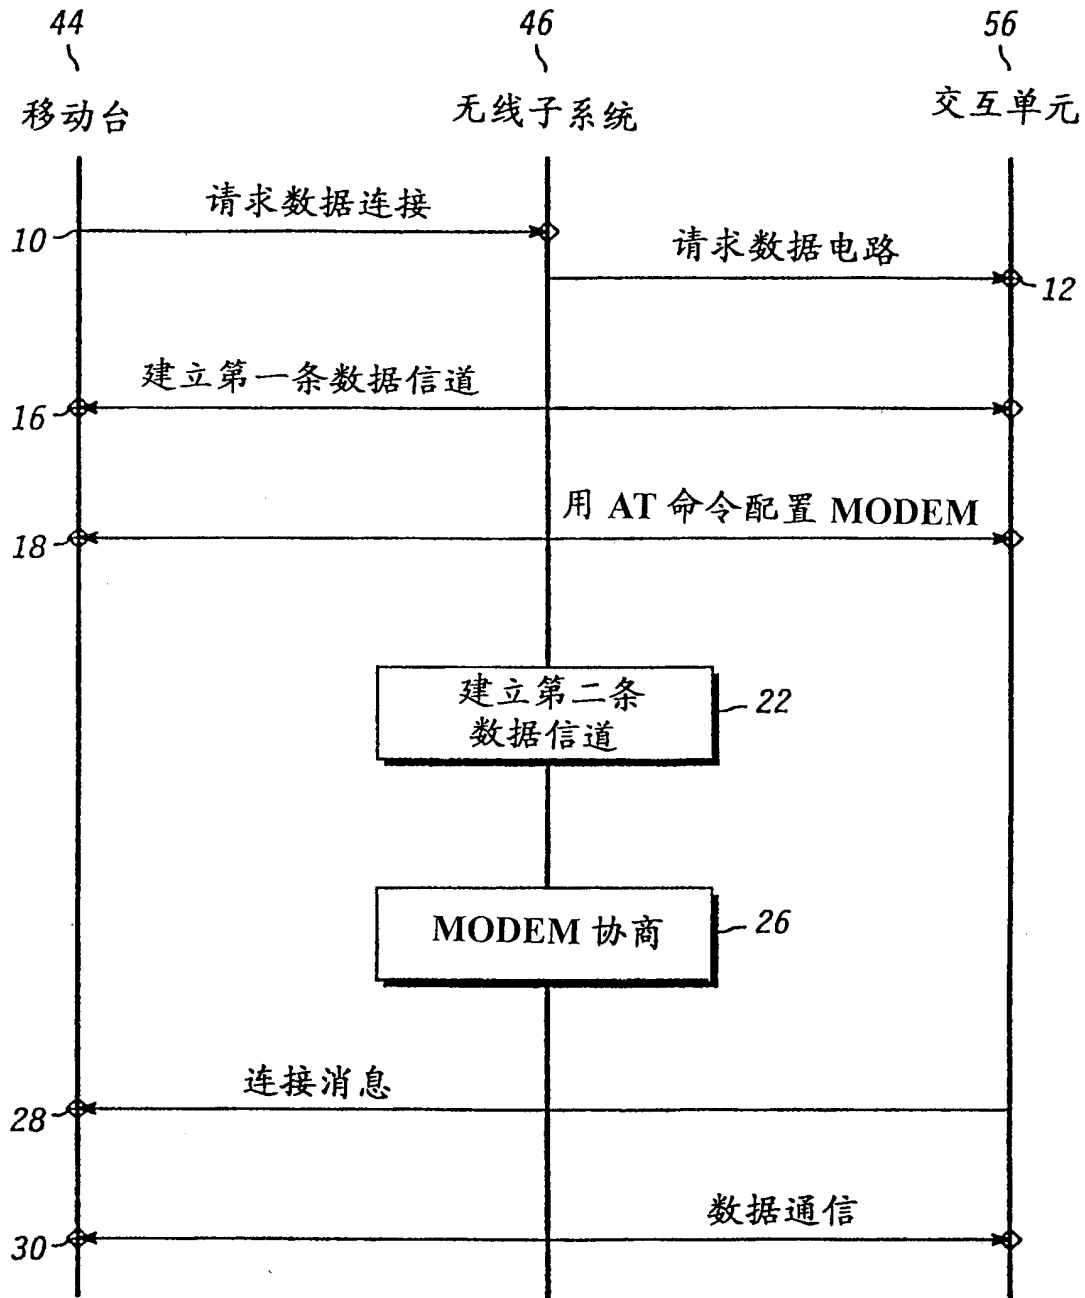 44 46 56
移动台 无线子系统 交互单元
请求数据连接
10
请求数据电路
12
建立第一条数据信道
16
用 AT 命令配置 MODEM
18
建立第二条
数据信道
22
MODEM 协商
26
连接消息
28
数据通信
30